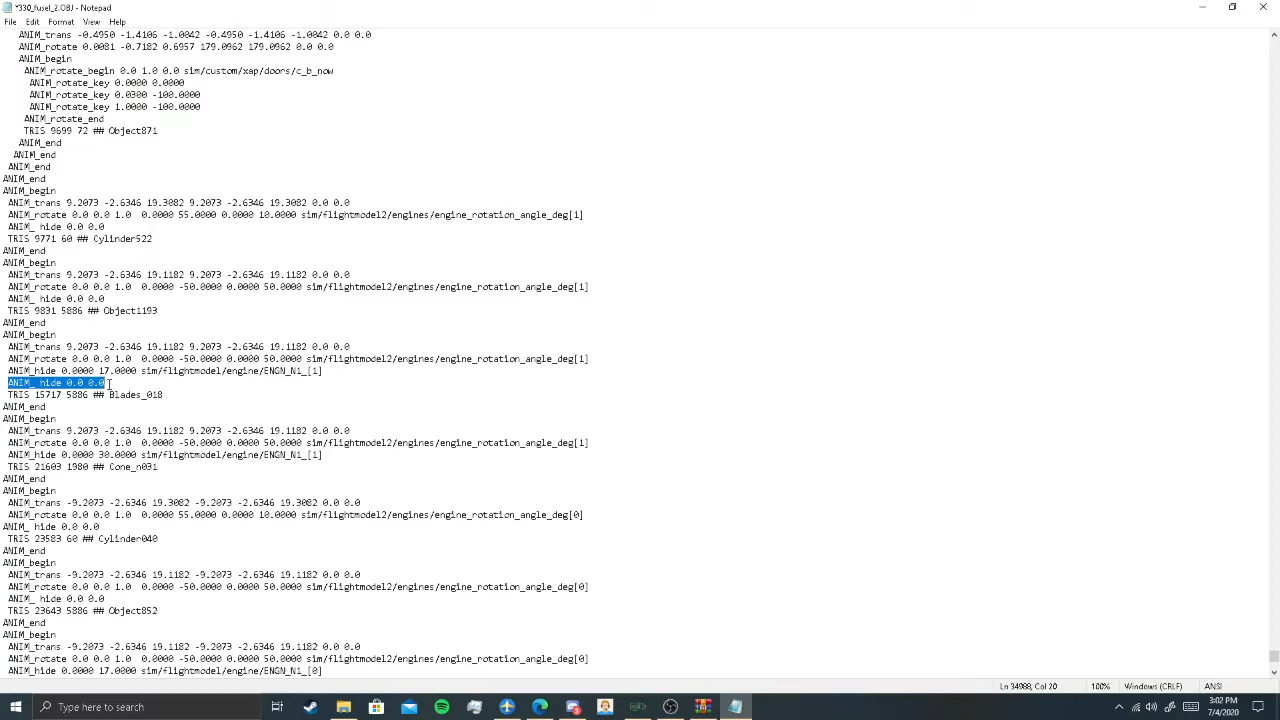 *330_fusel_2.OBJ - Notepad
File Edit Format View Help
ANIM_trans -0.4950 -1.4106 -1.0842 -0.4950 -1.4106 -1.0842 0.0 0.0
ANIM_rotate 0.0081 -0.7182 0.6957 179.0962 179.0962 0.0 0.0
ANIM_begin
ANIM_rotate_begin 0.0 1.0 0.0 sim/custom/xap/doors/c_b_now
ANIM_rotate_key 0.0000 0.0000
ANIM_rotate_key 0.0300 -100.0000
ANIM_rotate_key 1.0000 -100.0000
ANIM_rotate_end
TRIS 9699 72 ## Object871
ANIM_end
ANIM_end
ANIM_end
ANIM_end
ANIM_begin
ANIM_trans 9.2073 -2.6346 19.3082 9.2073 -2.6346 19.3082 0.0 0.0
ANIM_rotate 0.0 0.0 1.0  0.0000 55.0000 0.0000 10.0000 sim/flightmodel2/engines/engine_rotation_angle_deg[1]
ANIM_ hide 0.0 0.0
TRIS 9771 60 ## Cylinder522
ANIM_end
ANIM_begin
ANIM_trans 9.2073 -2.6346 19.1182 9.2073 -2.6346 19.1182 0.0 0.0
ANIM_rotate 0.0 0.0 1.0  0.0000 -50.0000 0.0000 50.0000 sim/flightmodel2/engines/engine_rotation_angle_deg[1]
ANIM_ hide 0.0 0.0
TRIS 9831 5886 ## Object1193
ANIM_end
ANIM_begin
ANIM_trans 9.2073 -2.6346 19.1182 9.2073 -2.6346 19.1182 0.0 0.0
ANIM_rotate 0.0 0.0 1.0  0.0000 -50.0000 0.0000 50.0000 sim/flightmodel2/engines/engine_rotation_angle_deg[1]
ANIM_hide 0.0000 17.0000 sim/flightmodel/engine/ENGN_N1_[1]
ANIM_ hide 0.0 0.0
TRIS 15717 5886 ## Blades_018
ANIM_end
ANIM_begin
ANIM_trans 9.2073 -2.6346 19.1182 9.2073 -2.6346 19.1182 0.0 0.0
ANIM_rotate 0.0 0.0 1.0  0.0000 -50.0000 0.0000 50.0000 sim/flightmodel2/engines/engine_rotation_angle_deg[1]
ANIM_hide 0.0000 30.0000 sim/flightmodel/engine/ENGN_N1_[1]
TRIS 21603 1980 ## Cone_n031
ANIM_end
ANIM_begin
ANIM_trans -9.2073 -2.6346 19.3082 -9.2073 -2.6346 19.3082 0.0 0.0
ANIM_rotate 0.0 0.0 1.0  0.0000 55.0000 0.0000 10.0000 sim/flightmodel2/engines/engine_rotation_angle_deg[0]
ANIM_ hide 0.0 0.0
TRIS 23583 60 ## Cylinder040
ANIM_end
ANIM_begin
ANIM_trans -9.2073 -2.6346 19.1182 -9.2073 -2.6346 19.1182 0.0 0.0
ANIM_rotate 0.0 0.0 1.0  0.0000 -50.0000 0.0000 50.0000 sim/flightmodel2/engines/engine_rotation_angle_deg[0]
ANIM_ hide 0.0 0.0
TRIS 23643 5886 ## Object852
ANIM_end
ANIM_begin
ANIM_trans -9.2073 -2.6346 19.1182 -9.2073 -2.6346 19.1182 0.0 0.0
ANIM_rotate 0.0 0.0 1.0  0.0000 -50.0000 0.0000 50.0000 sim/flightmodel2/engines/engine_rotation_angle_deg[0]
ANIM_hide 0.0000 17.0000 sim/flightmodel/engine/ENGN_N1_[0]
Ln 34988, Col 20 100% Windows (CRLF) ANSI
Type here to search
3:02 PM
7/4/2020